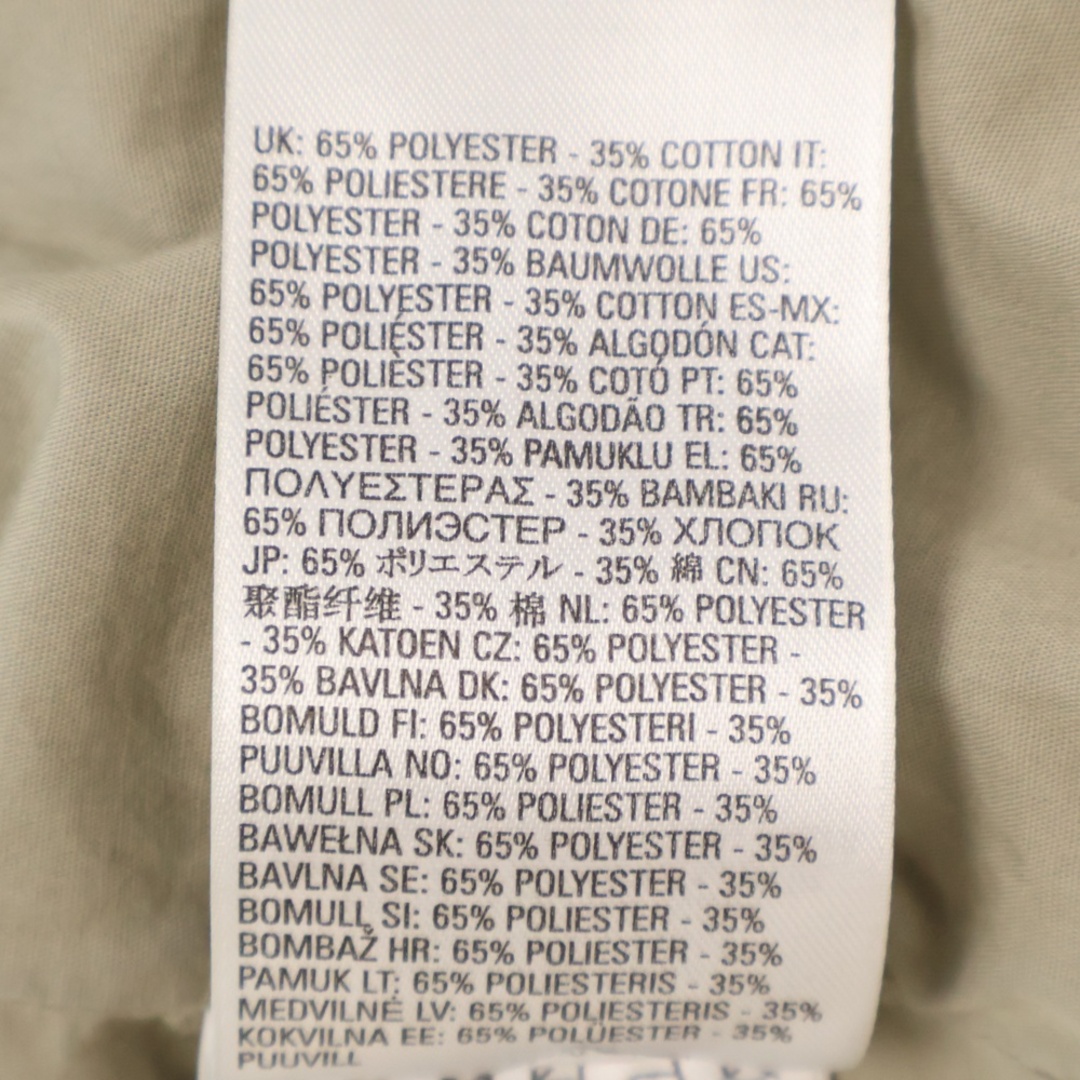 UK: 65% POLYESTER - 35% COTTON IT:
65% POLIESTERE - 35% COTONE FR: 65%
POLYESTER - 35% COTON DE: 65%
POLYESTER - 35% BAUMWOLLE US:
65% POLYESTER - 35% COTTON ES-MX:
65% POLIÉSTER - 35% ALGODÓN CAT:
65% POLIÈSTER - 35% COTÓ PT: 65%
POLIÉSTER - 35% ALGODÃO TR: 65%
POLYESTER - 35% PAMUKLU EL: 65%
ΠΟΛΥΕΣΤΕΡΑΣ - 35% BAMBAKI RU:
65% ПОЛИЭСТЕР - 35% ХЛОПОК
JP: 65% ポリエステル - 35% 綿 CN: 65%
聚酯纤维 - 35% 棉 NL: 65% POLYESTER
- 35% KATOEN CZ: 65% POLYESTER -
35% BAVLNA DK: 65% POLYESTER - 35%
BOMULD FI: 65% POLYESTERI - 35%
PUUVILLA NO: 65% POLYESTER - 35%
BOMULL PL: 65% POLIESTER - 35%
BAWEŁNA SK: 65% POLYESTER - 35%
BAVLNA SE: 65% POLYESTER - 35%
BOMULL SI: 65% POLIESTER - 35%
BOMBAŽ HR: 65% POLIESTER - 35%
PAMUK LT: 65% POLIESTERIS - 35%
MEDVILNĖ LV: 65% POLIESTERIS - 35%
KOKVILNA EE: 65% POLÜESTER - 35%
PUUVILL